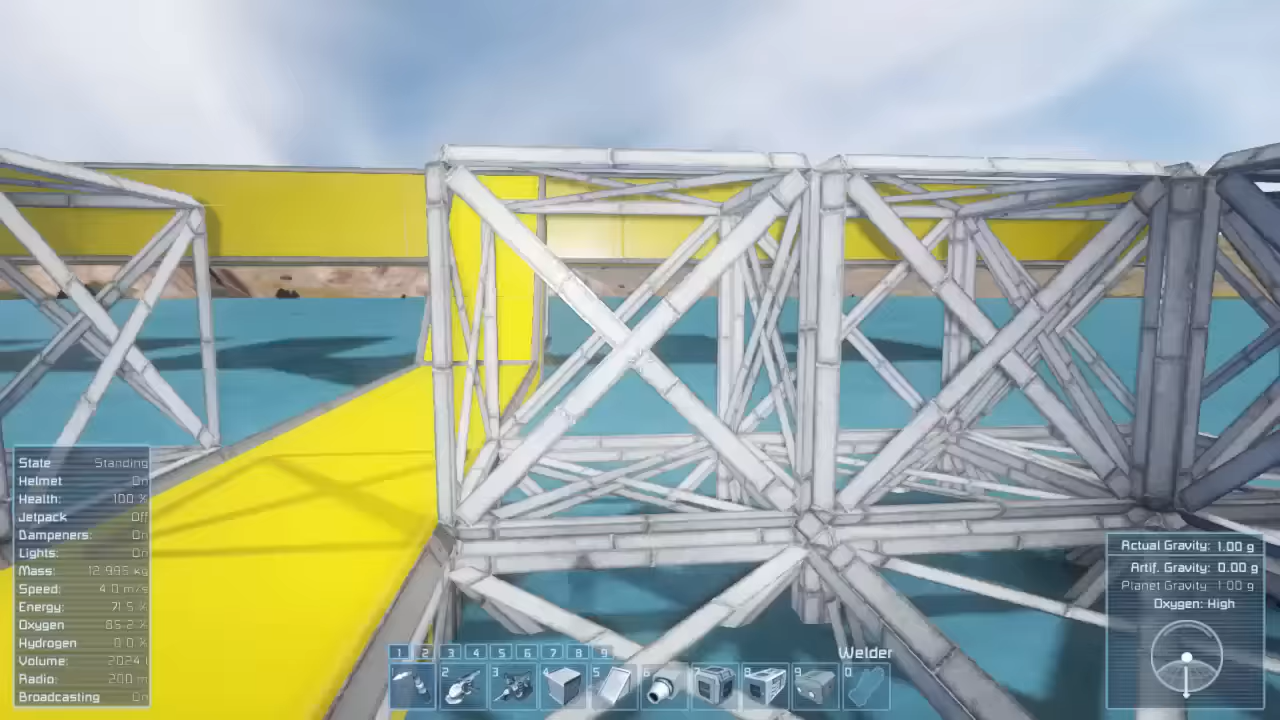 State Standing
Helmet On
Health: 100 %
Jetpack Off
Dampeners: On
Lights: On
Mass: 12 995 kg
Speed: 4.0 m/s
Energy: 71.5 %
Oxygen 85.2 %
Hydrogen 0.0 %
Volume: 2024 l
Radio: 200 m
Broadcasting On
Welder
1 2 3 4 5 6 7 8 9
2 3 4 5 6 7 8 9 0
Actual Gravity: 1.00 g
Artif. Gravity: 0.00 g
Planet Gravity: 1.00 g
Oxygen: High